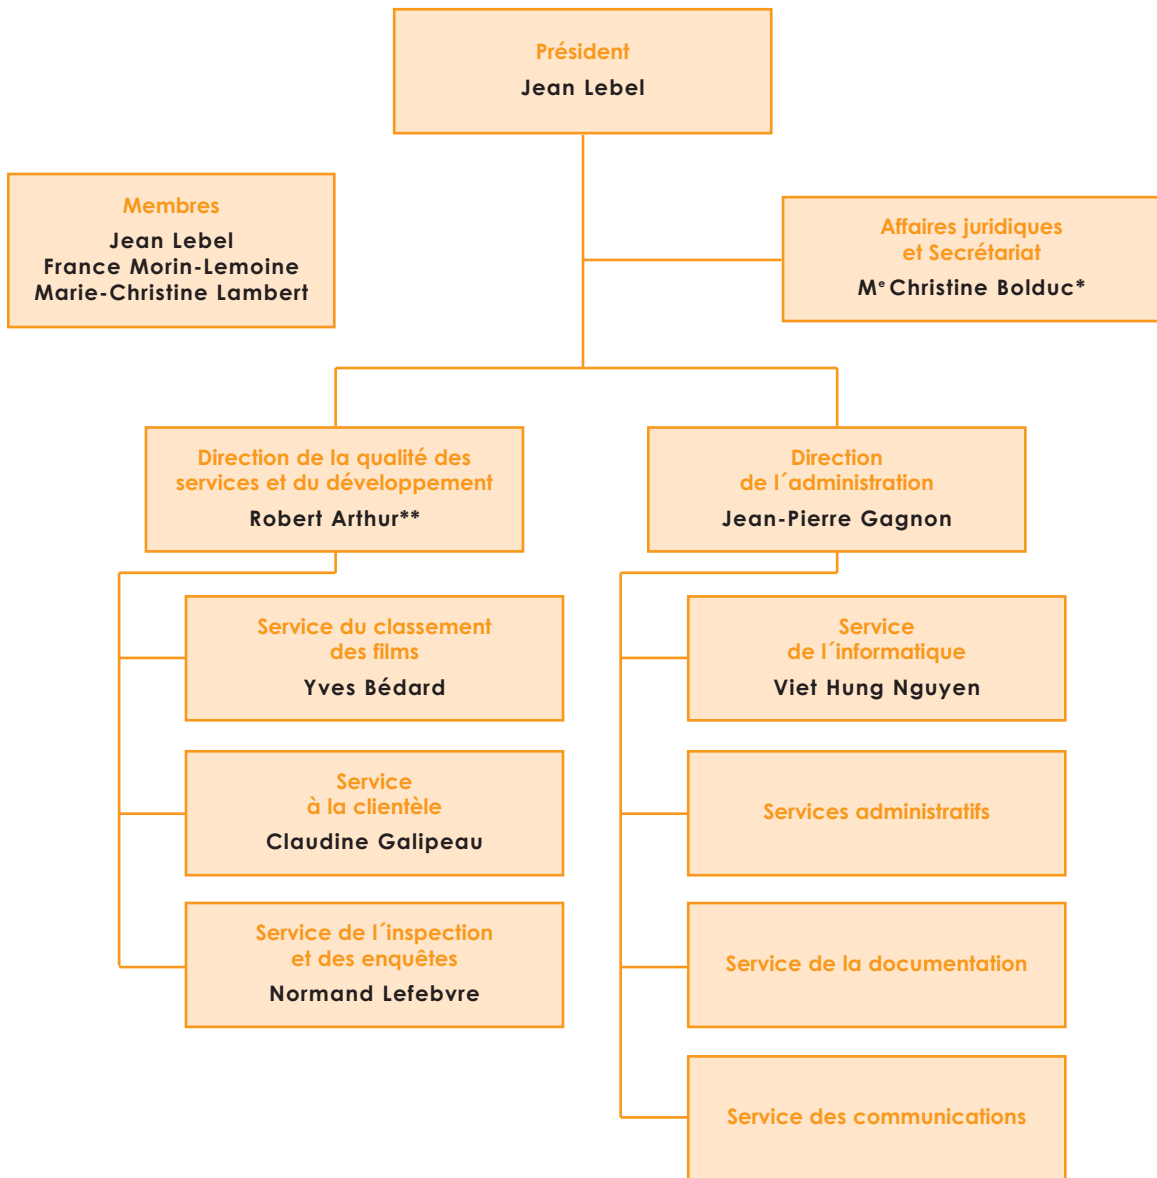 Président
Jean Lebel
Membres
Jean Lebel
France Morin-Lemoine
Marie-Christine Lambert
Affaires juridiques
et Secrétariat
Mᵉ Christine Bolduc*
Direction de la qualité des
services et du développement
Robert Arthur**
Direction
de l´administration
Jean-Pierre Gagnon
Service du classement
des films
Yves Bédard
Service
à la clientèle
Claudine Galipeau
Service de l´inspection
et des enquêtes
Normand Lefebvre
Service
de l´informatique
Viet Hung Nguyen
Services administratifs
Service de la documentation
Service des communications